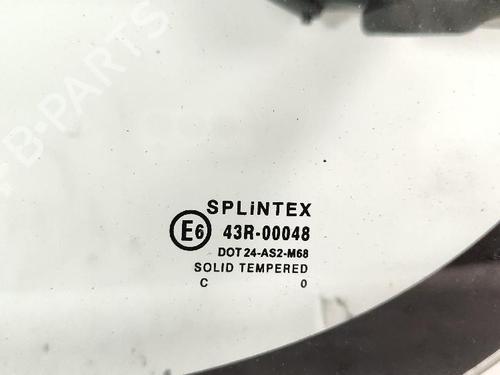 B-PARTS
SPLiNTEX
E6 43R-00048
DOT 24-AS2-M68
SOLID TEMPERED
C 0